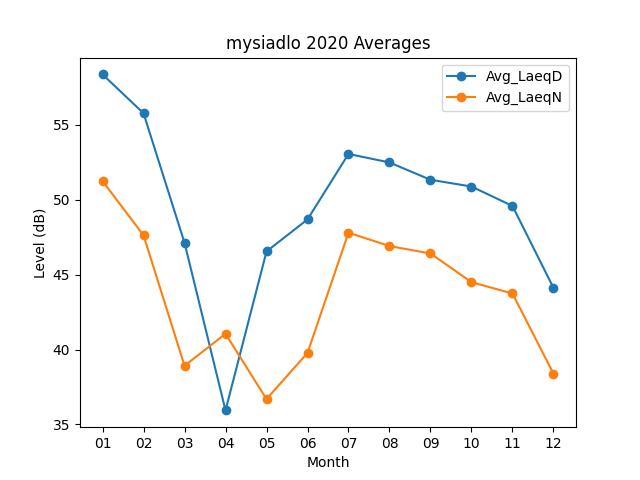 mysiadlo 2020 Averages
Avg_LaeqD
Avg_LaeqN
Level (dB)
55
50
45
40
35
01 02 03 04 05 06 07 08 09 10 11 12
Month